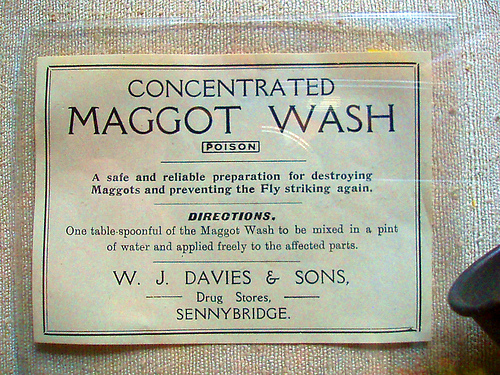 CONCENTRATED
MAGGOT WASH
POISON
A safe and reliable preparation for destroying
Maggots and preventing the Fly striking again.
DIRECTIONS.
One table-spoonful of the Maggot Wash to be mixed in a pint
of water and applied freely to the affected parts.
W. J. DAVIES & SONS,
Drug Stores,
SENNYBRIDGE.